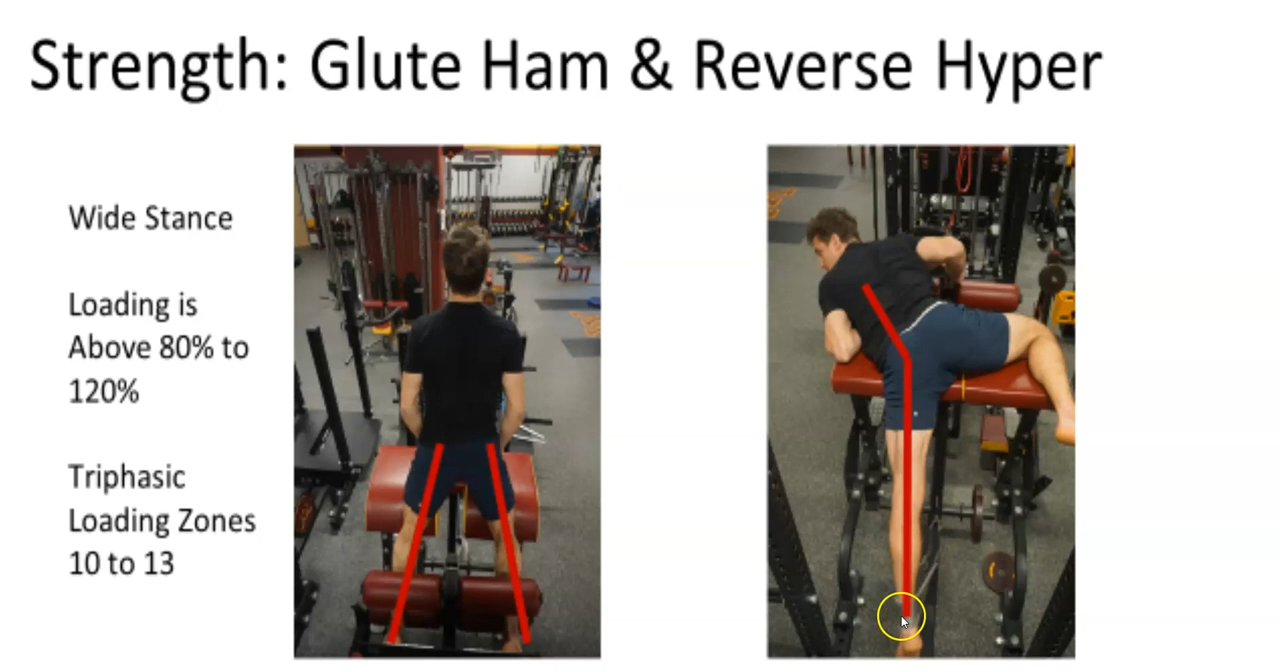 Strength: Glute Ham & Reverse Hyper
Wide Stance
Loading is
Above 80% to
120%
Triphasic
Loading Zones
10 to 13